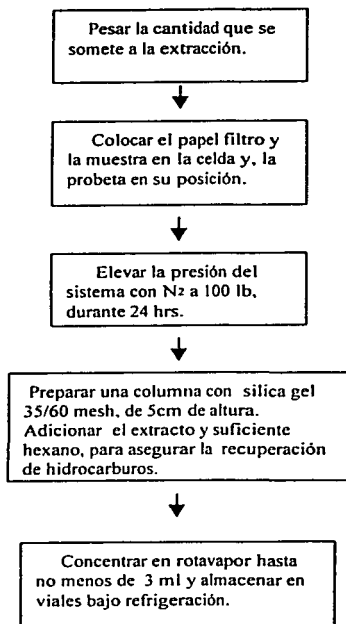 Pesar la cantidad que se
somete a la extracción.
Colocar el papel filtro y
la muestra en la celda y, la
probeta en su posición.
Elevar la presión del
sistema con N2 a 100 lb,
durante 24 hrs.
Preparar una columna con silica gel
35/60 mesh, de 5cm de altura.
Adicionar el extracto y suficiente
hexano, para asegurar la recuperación
de hidrocarburos.
Concentrar en rotavapor hasta
no menos de 3 ml y almacenar en
viales bajo refrigeración.